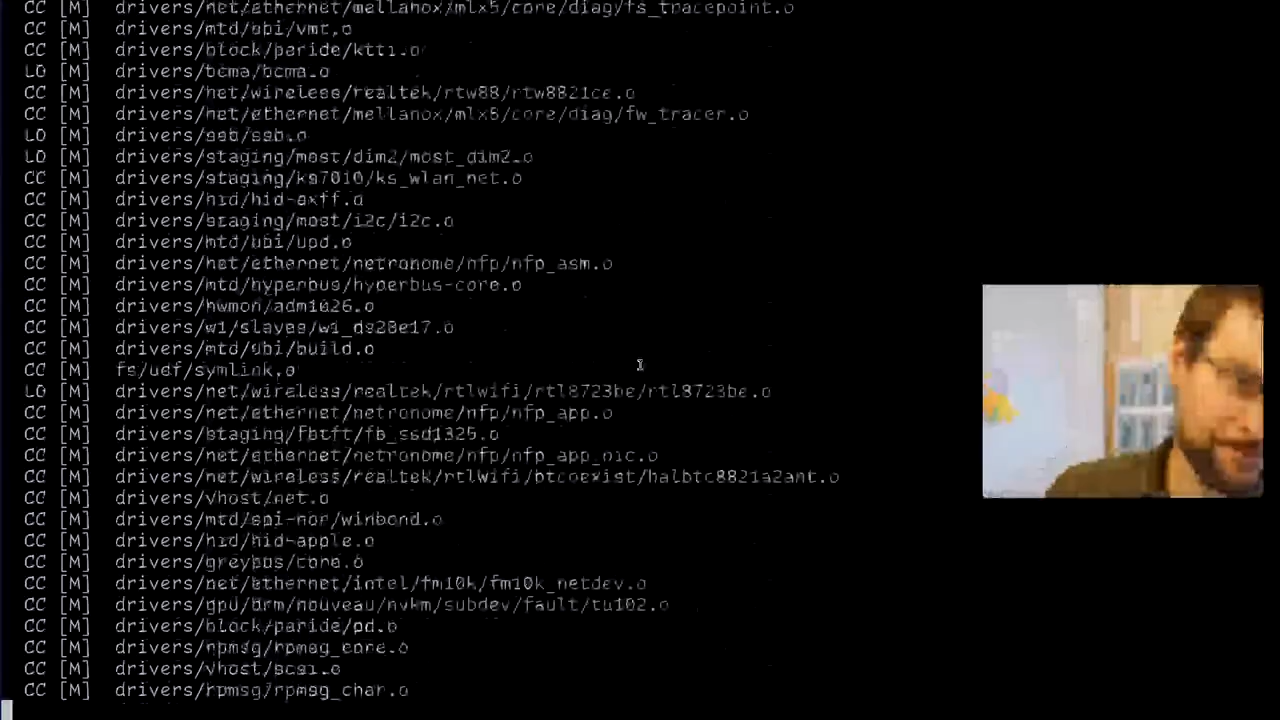 CC [M] drivers/net/ethernet/mellanox/mlx5/core/diag/fs_tracepoint.o
CC [M] drivers/mtd/ubi/vmt.o
CC [M] drivers/block/paride/ktti.o
LD [M] drivers/bcma/bcma.o
CC [M] drivers/net/wireless/realtek/rtw88/rtw8821ce.o
CC [M] drivers/net/ethernet/mellanox/mlx5/core/diag/fw_tracer.o
LD [M] drivers/ssb/ssb.o
LD [M] drivers/staging/most/dim2/most_dim2.o
CC [M] drivers/staging/ks7010/ks_wlan_net.o
CC [M] drivers/hid/hid-axff.o
CC [M] drivers/staging/most/i2c/i2c.o
CC [M] drivers/mtd/ubi/upd.o
CC [M] drivers/net/ethernet/netronome/nfp/nfp_asm.o
CC [M] drivers/mtd/hyperbus/hyperbus-core.o
CC [M] drivers/hwmon/adm1026.o
CC [M] drivers/w1/slaves/w1_ds28e17.o
CC [M] drivers/mtd/ubi/build.o
CC [M] fs/udf/symlink.o
LD [M] drivers/net/wireless/realtek/rtlwifi/rtl8723be/rtl8723be.o
CC [M] drivers/net/ethernet/netronome/nfp/nfp_app.o
CC [M] drivers/staging/fbtft/fb_ssd1325.o
CC [M] drivers/net/ethernet/netronome/nfp/nfp_app_nic.o
CC [M] drivers/net/wireless/realtek/rtlwifi/btcoexist/halbtc8821a2ant.o
CC [M] drivers/vhost/net.o
CC [M] drivers/mtd/spi-nor/winbond.o
CC [M] drivers/hid/hid-apple.o
CC [M] drivers/greybus/core.o
CC [M] drivers/net/ethernet/intel/fm10k/fm10k_netdev.o
CC [M] drivers/gpu/drm/nouveau/nvkm/subdev/fault/tu102.o
CC [M] drivers/block/paride/pd.o
CC [M] drivers/rpmsg/rpmsg_core.o
CC [M] drivers/vhost/scsi.o
CC [M] drivers/rpmsg/rpmsg_char.o